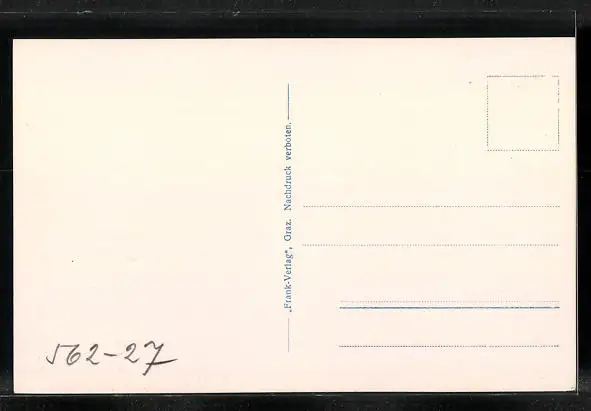 „Frank-Verlag“, Graz. Nachdruck verboten.
562-27